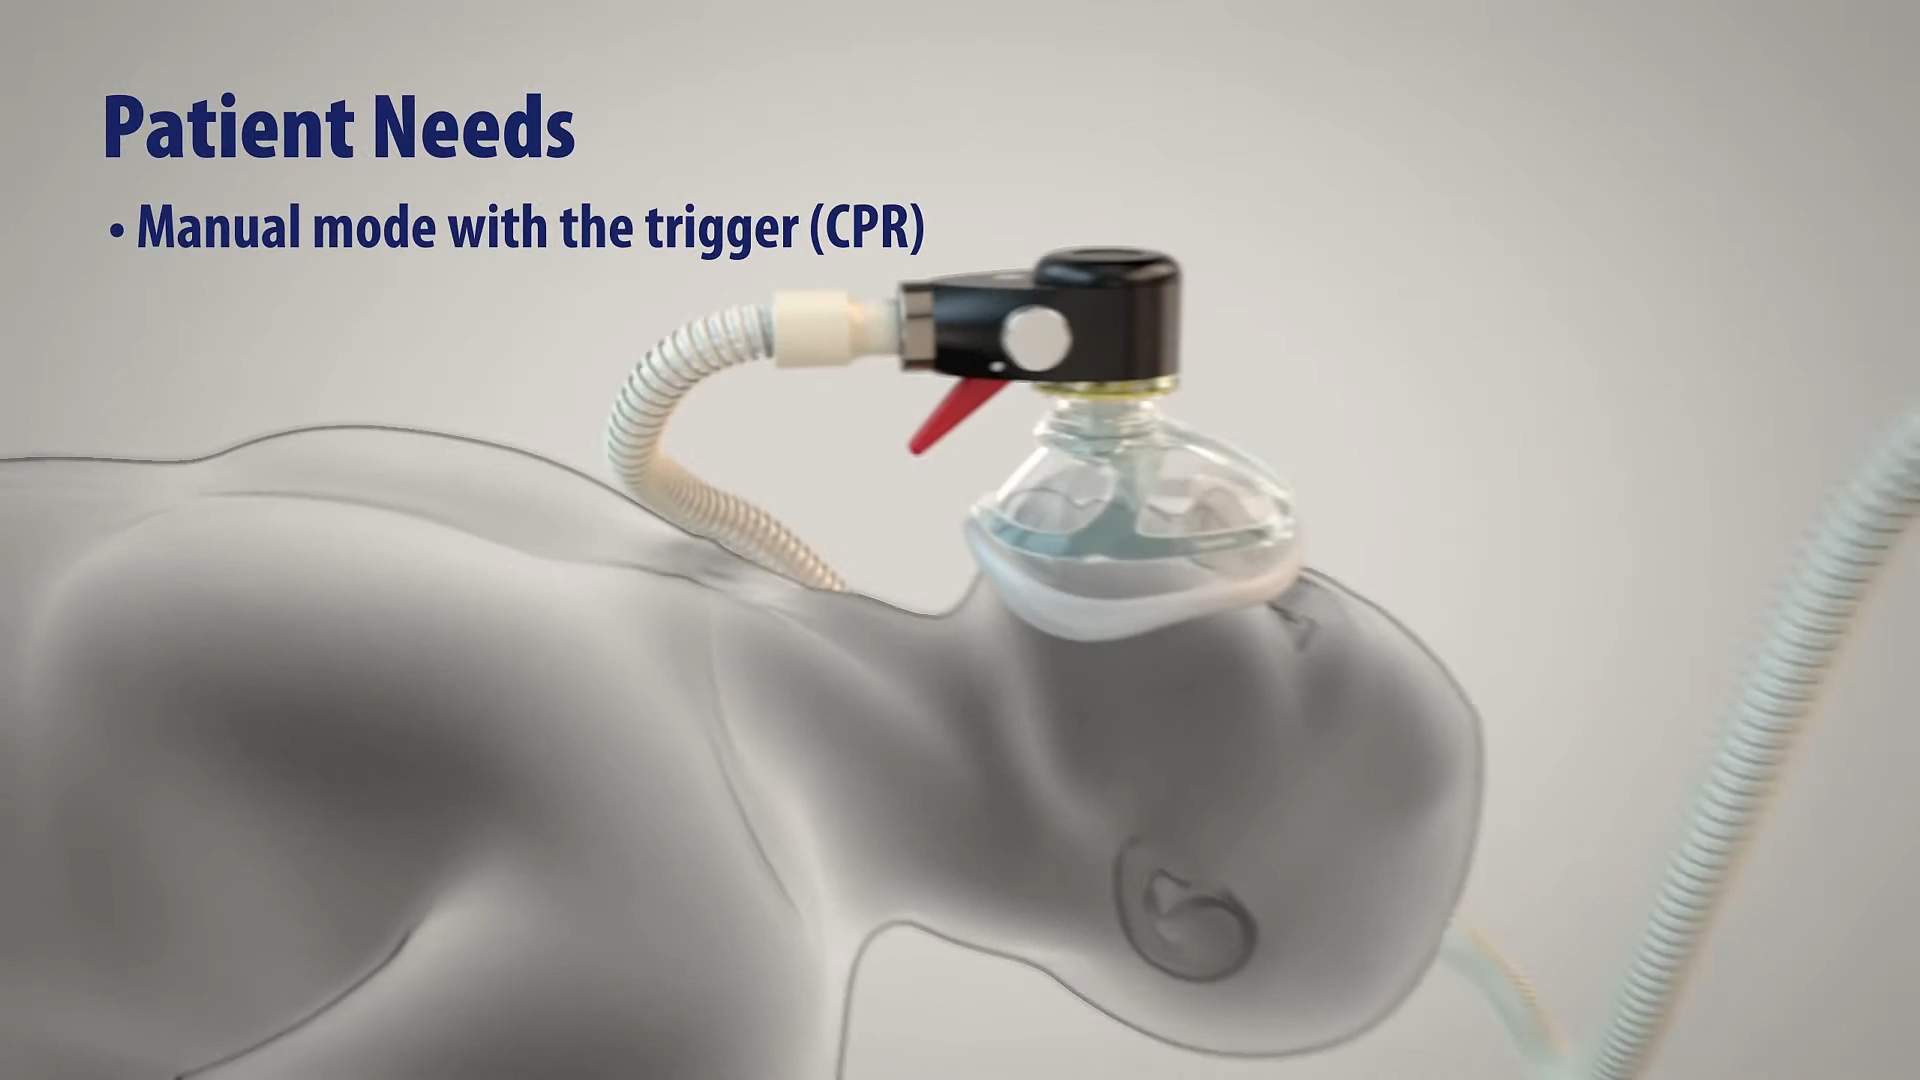 Patient Needs
• Manual mode with the trigger (CPR)